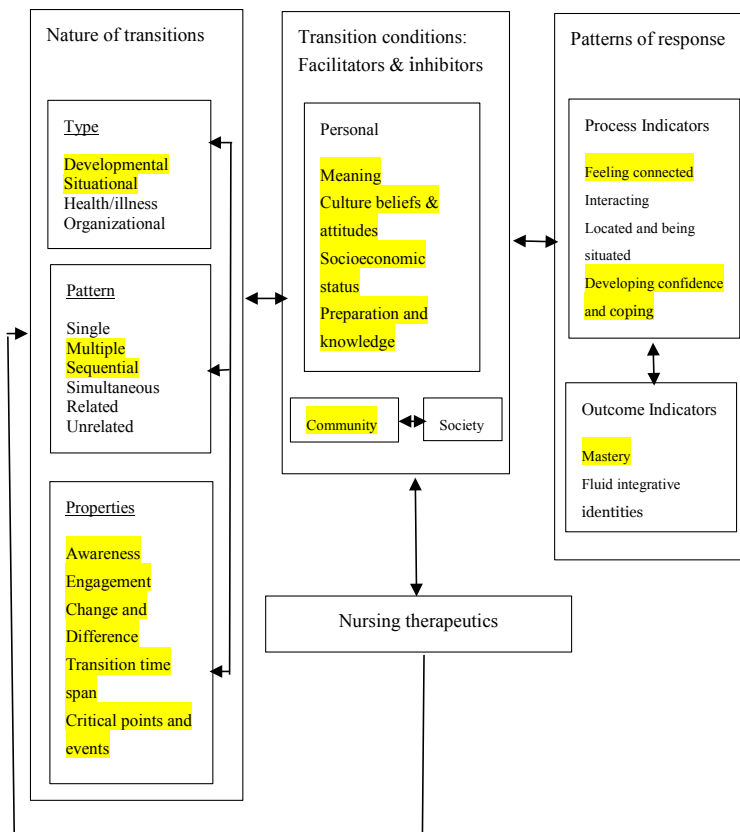 Nature of transitions
Type
Developmental
Situational
Health/illness
Organizational
Pattern
Single
Multiple
Sequential
Simultaneous
Related
Unrelated
Properties
Awareness
Engagement
Change and
Difference
Transition time
span
Critical points and
events
Transition conditions:
Facilitators & inhibitors
Personal
Meaning
Culture beliefs &
attitudes
Socioeconomic
status
Preparation and
knowledge
Community
Society
Patterns of response
Process Indicators
Feeling connected
Interacting
Located and being
situated
Developing confidence
and coping
Outcome Indicators
Mastery
Fluid integrative
identities
Nursing therapeutics